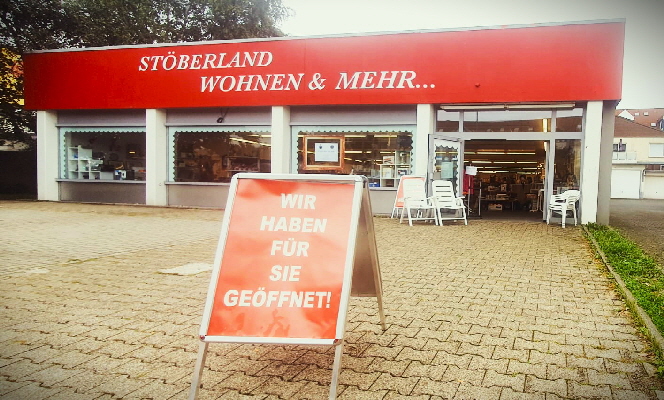 STÖBERLAND
WOHNEN & MEHR...
WIR
HABEN
FÜR
SIE
GEÖFFNET!